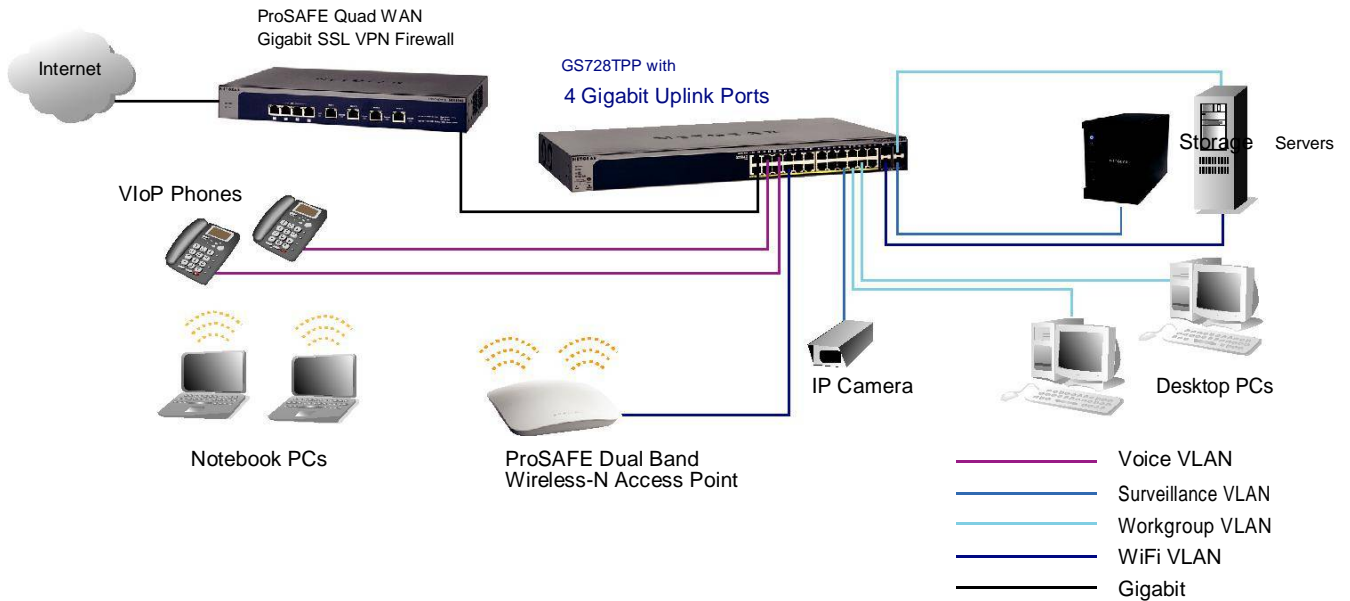 ProSAFE Quad WAN
Gigabit SSL VPN Firewall
Internet
GS728TPP with
4 Gigabit Uplink Ports
NETGEAR
NETGEAR
Storage
Servers
VIoP Phones
IP Camera
Desktop PCs
Notebook PCs
ProSAFE Dual Band
Wireless-N Access Point
Voice VLAN
Surveillance VLAN
Workgroup VLAN
WiFi VLAN
Gigabit